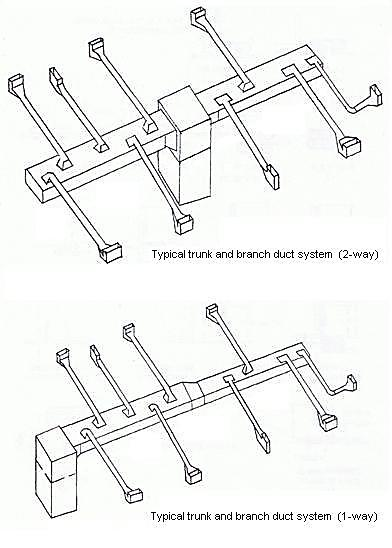 Typical trunk and branch duct system (2-way)
Typical trunk and branch duct system (1-way)